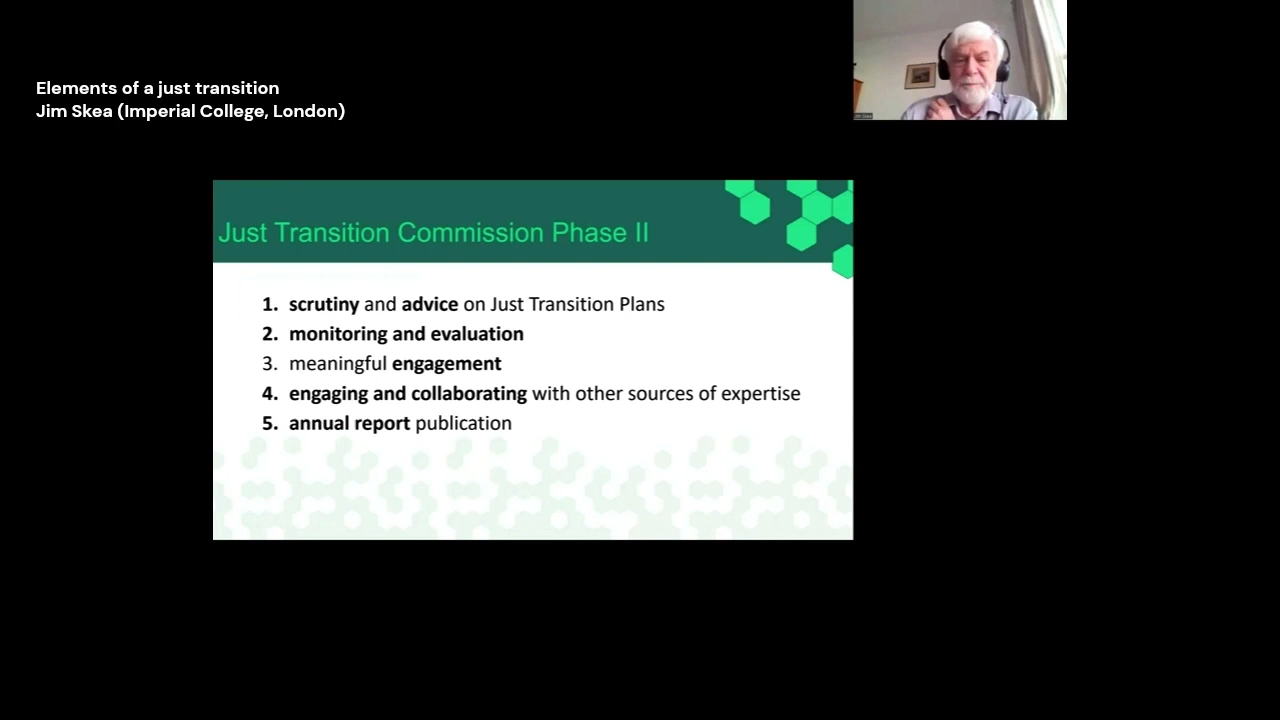 Elements of a just transition
Jim Skea (Imperial College, London)
Jim Skea
Just Transition Commission Phase II
1. scrutiny and advice on Just Transition Plans
2. monitoring and evaluation
3. meaningful engagement
4. engaging and collaborating with other sources of expertise
5. annual report publication